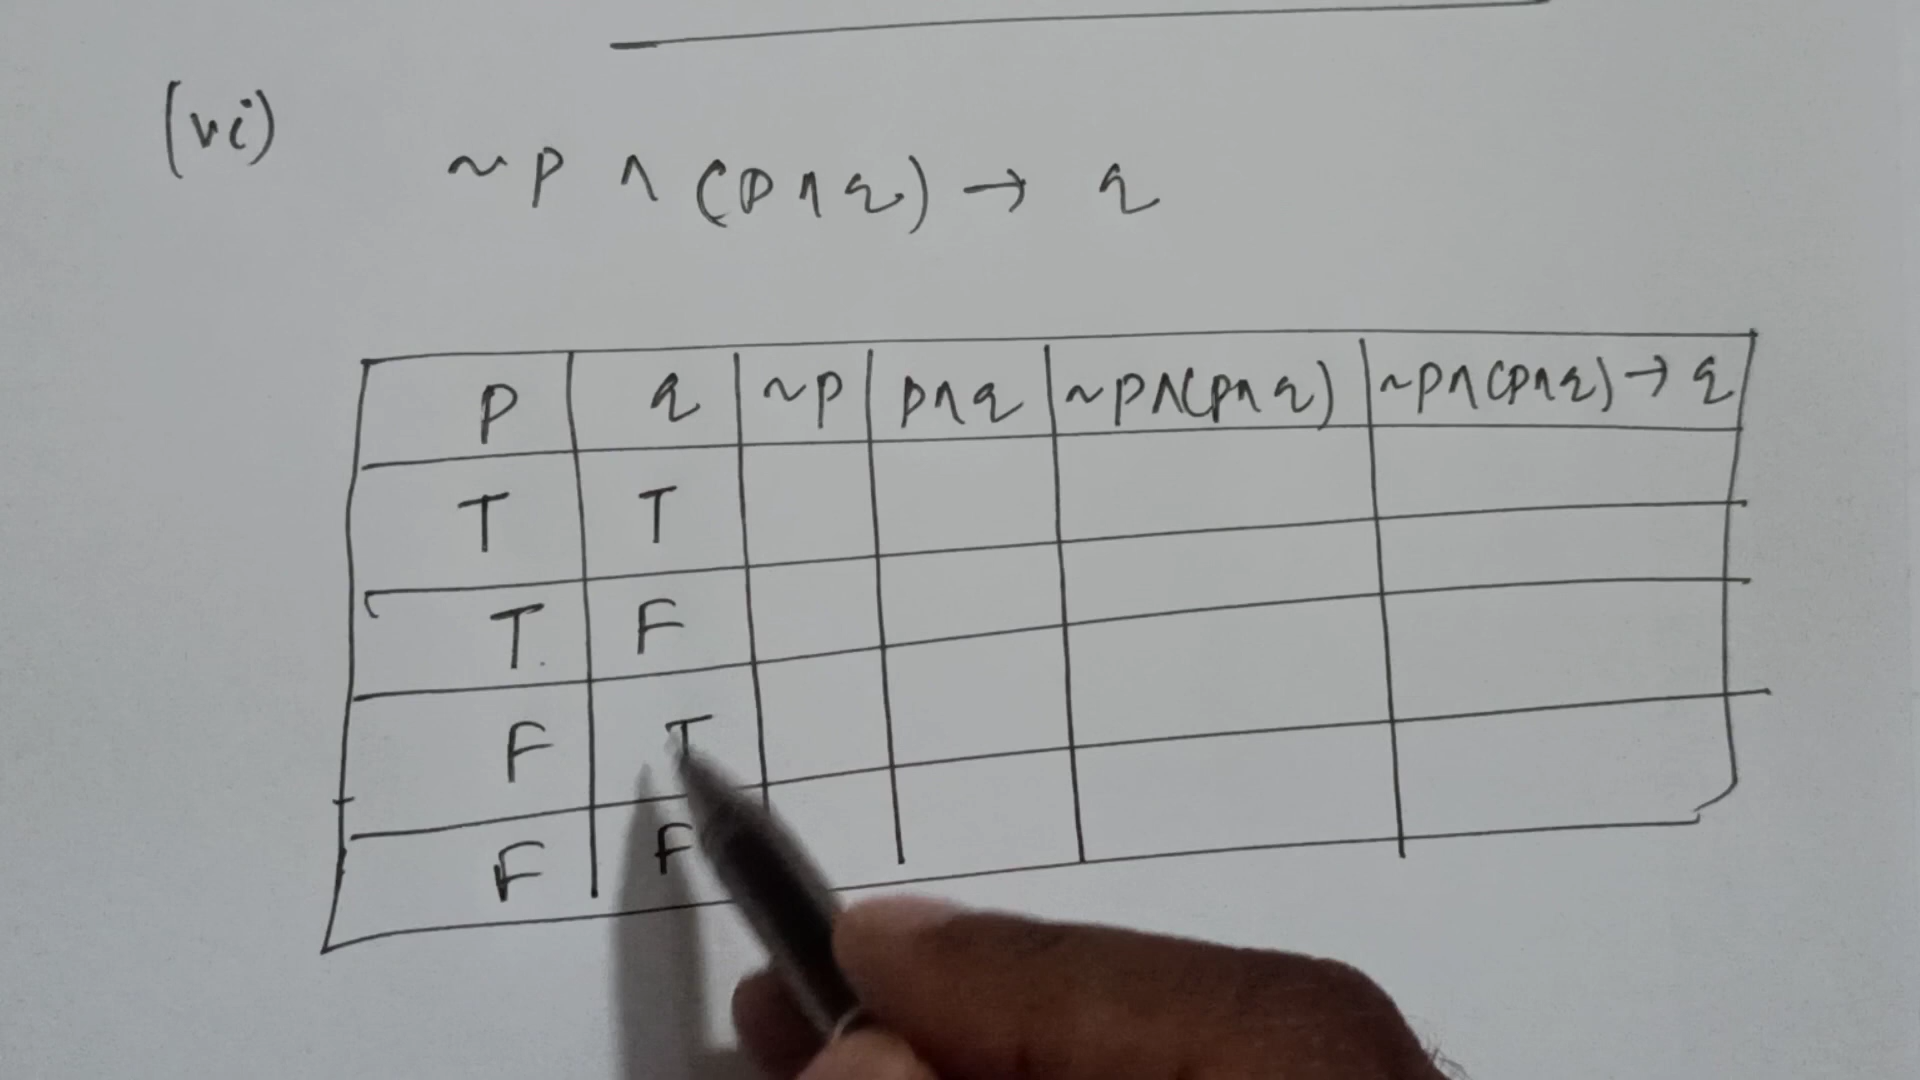 (vi)
~p ∧ (p ∧ q) → q
p q ~p p∧q ~p∧(p∧q) ~p∧(p∧q) → q
T T
T F
F T
F F